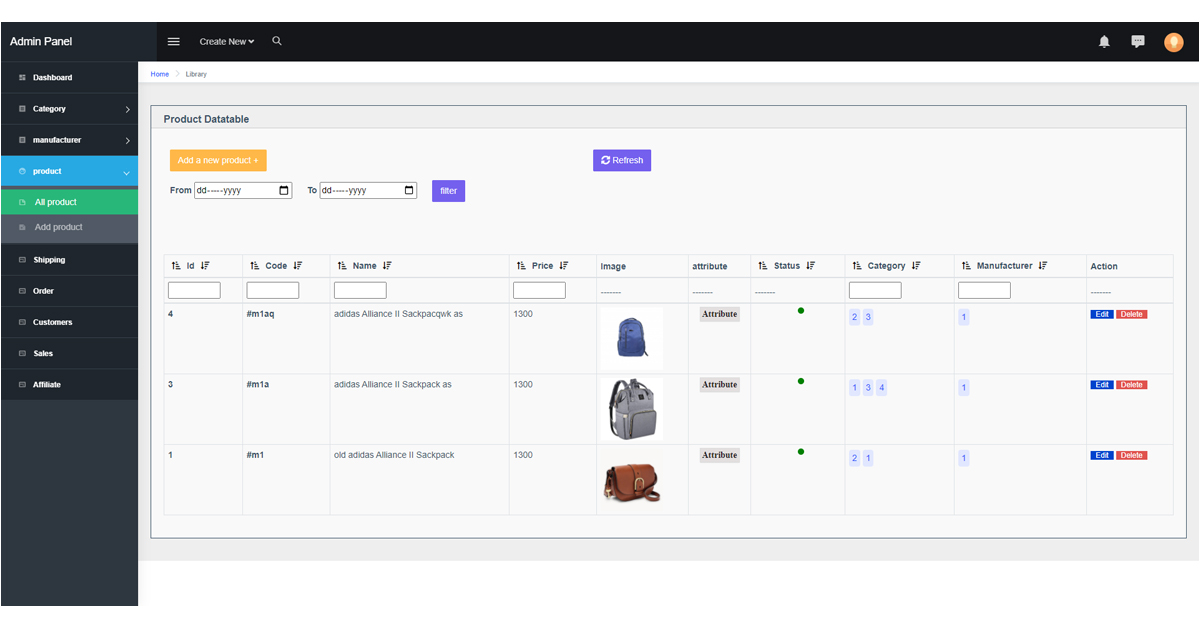 Admin Panel
Create New
Dashboard
Category
manufacturer
product
All product
Add product
Shipping
Order
Customers
Sales
Affiliate
Home Library
Product Datatable
Add a new product +
Refresh
From dd-----yyyy To dd-----yyyy filter
Id Code Name Price Image attribute Status Category Manufacturer Action
------- ------- ------- -------
4 #m1aq adidas Alliance II Sackpacqwk as 1300 Attribute 2 3 1 Edit Delete
3 #m1a adidas Alliance II Sackpack as 1300 Attribute 1 3 4 1 Edit Delete
1 #m1 old adidas Alliance II Sackpack 1300 Attribute 2 1 1 Edit Delete